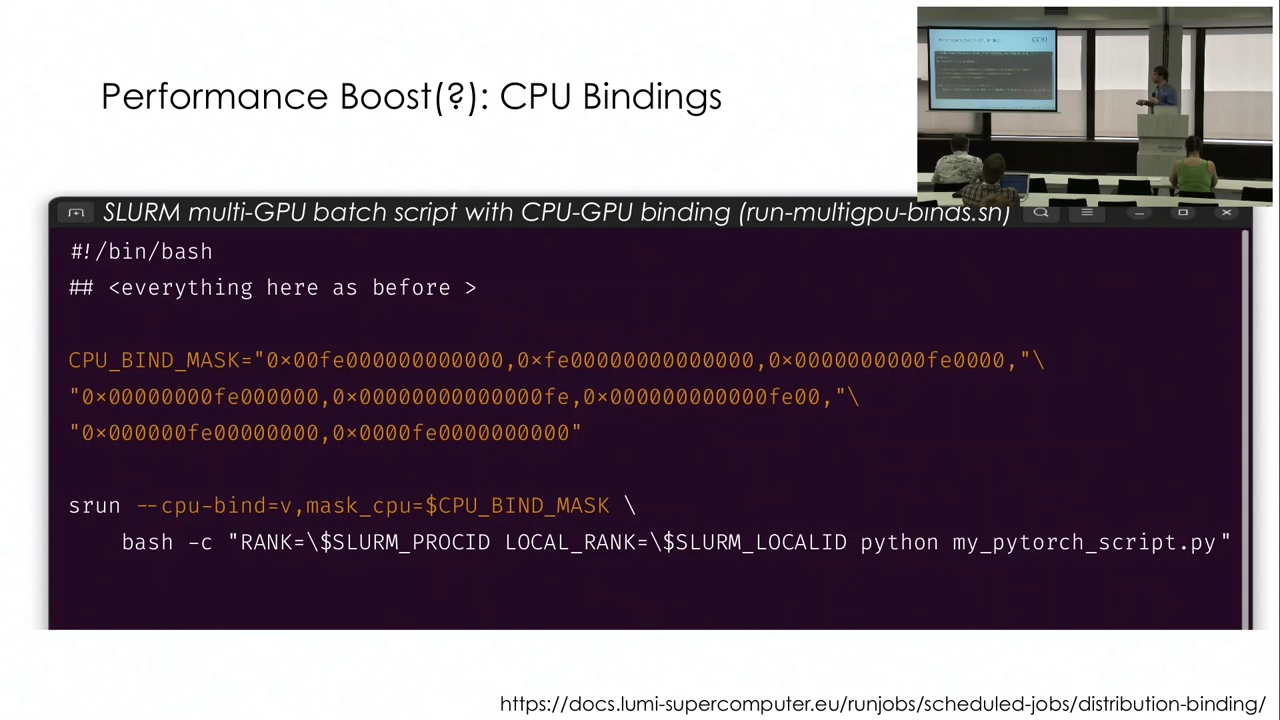 Performance Boost(?): CPU Bindings
SLURM multi-GPU batch script with CPU-GPU binding (run-multigpu-binds.sh)
#!/bin/bash
## <everything here as before >
CPU_BIND_MASK="0x00fe000000000000,0xfe00000000000000,0x0000000000fe0000,"\
"0x00000000fe000000,0x00000000000000fe,0x000000000000fe00,"\
"0x000000fe00000000,0x0000fe0000000000"
srun --cpu-bind=v,mask_cpu=$CPU_BIND_MASK \
bash -c "RANK=\$SLURM_PROCID LOCAL_RANK=\$SLURM_LOCALID python my_pytorch_script.py"
https://docs.lumi-supercomputer.eu/runjobs/scheduled-jobs/distribution-binding/